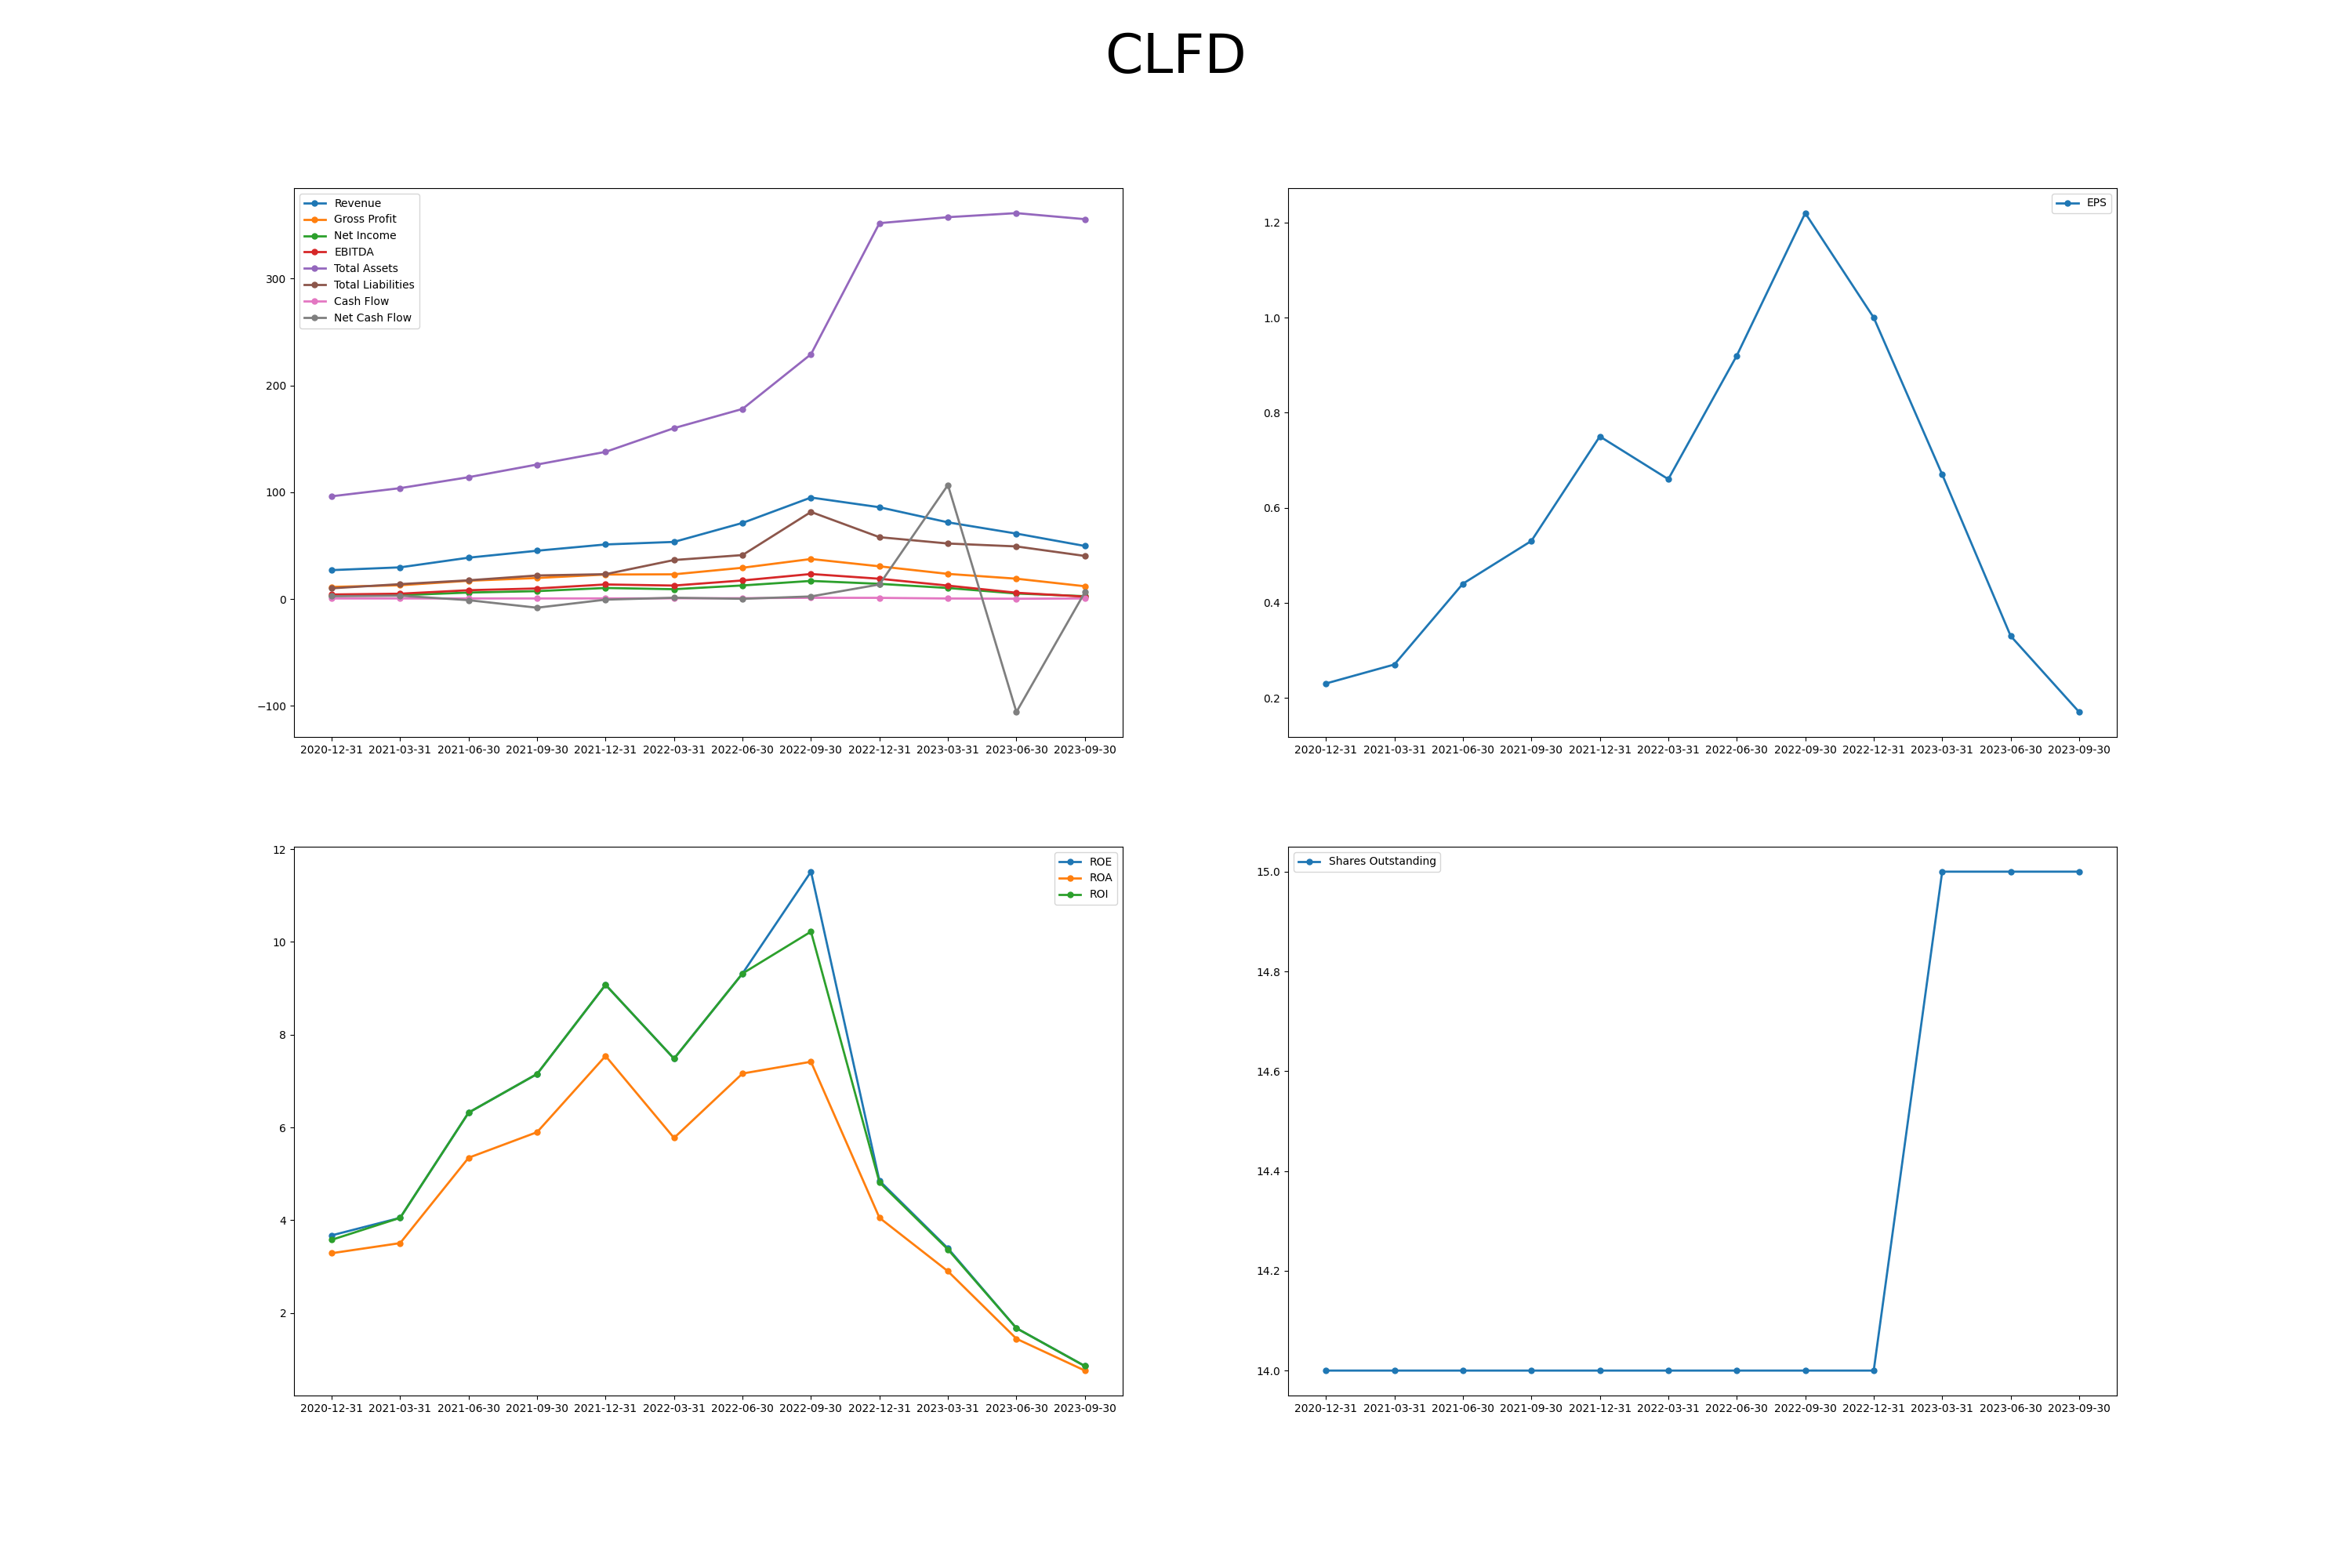 CLFD
Revenue
Gross Profit
Net Income
EBITDA
Total Assets
Total Liabilities
Cash Flow
Net Cash Flow
300
200
100
0
−100
2020-12-31 2021-03-31 2021-06-30 2021-09-30 2021-12-31 2022-03-31 2022-06-30 2022-09-30 2022-12-31 2023-03-31 2023-06-30 2023-09-30
EPS
1.2
1.0
0.8
0.6
0.4
0.2
2020-12-31 2021-03-31 2021-06-30 2021-09-30 2021-12-31 2022-03-31 2022-06-30 2022-09-30 2022-12-31 2023-03-31 2023-06-30 2023-09-30
ROE
ROA
ROI
12
10
8
6
4
2
2020-12-31 2021-03-31 2021-06-30 2021-09-30 2021-12-31 2022-03-31 2022-06-30 2022-09-30 2022-12-31 2023-03-31 2023-06-30 2023-09-30
Shares Outstanding
15.0
14.8
14.6
14.4
14.2
14.0
2020-12-31 2021-03-31 2021-06-30 2021-09-30 2021-12-31 2022-03-31 2022-06-30 2022-09-30 2022-12-31 2023-03-31 2023-06-30 2023-09-30